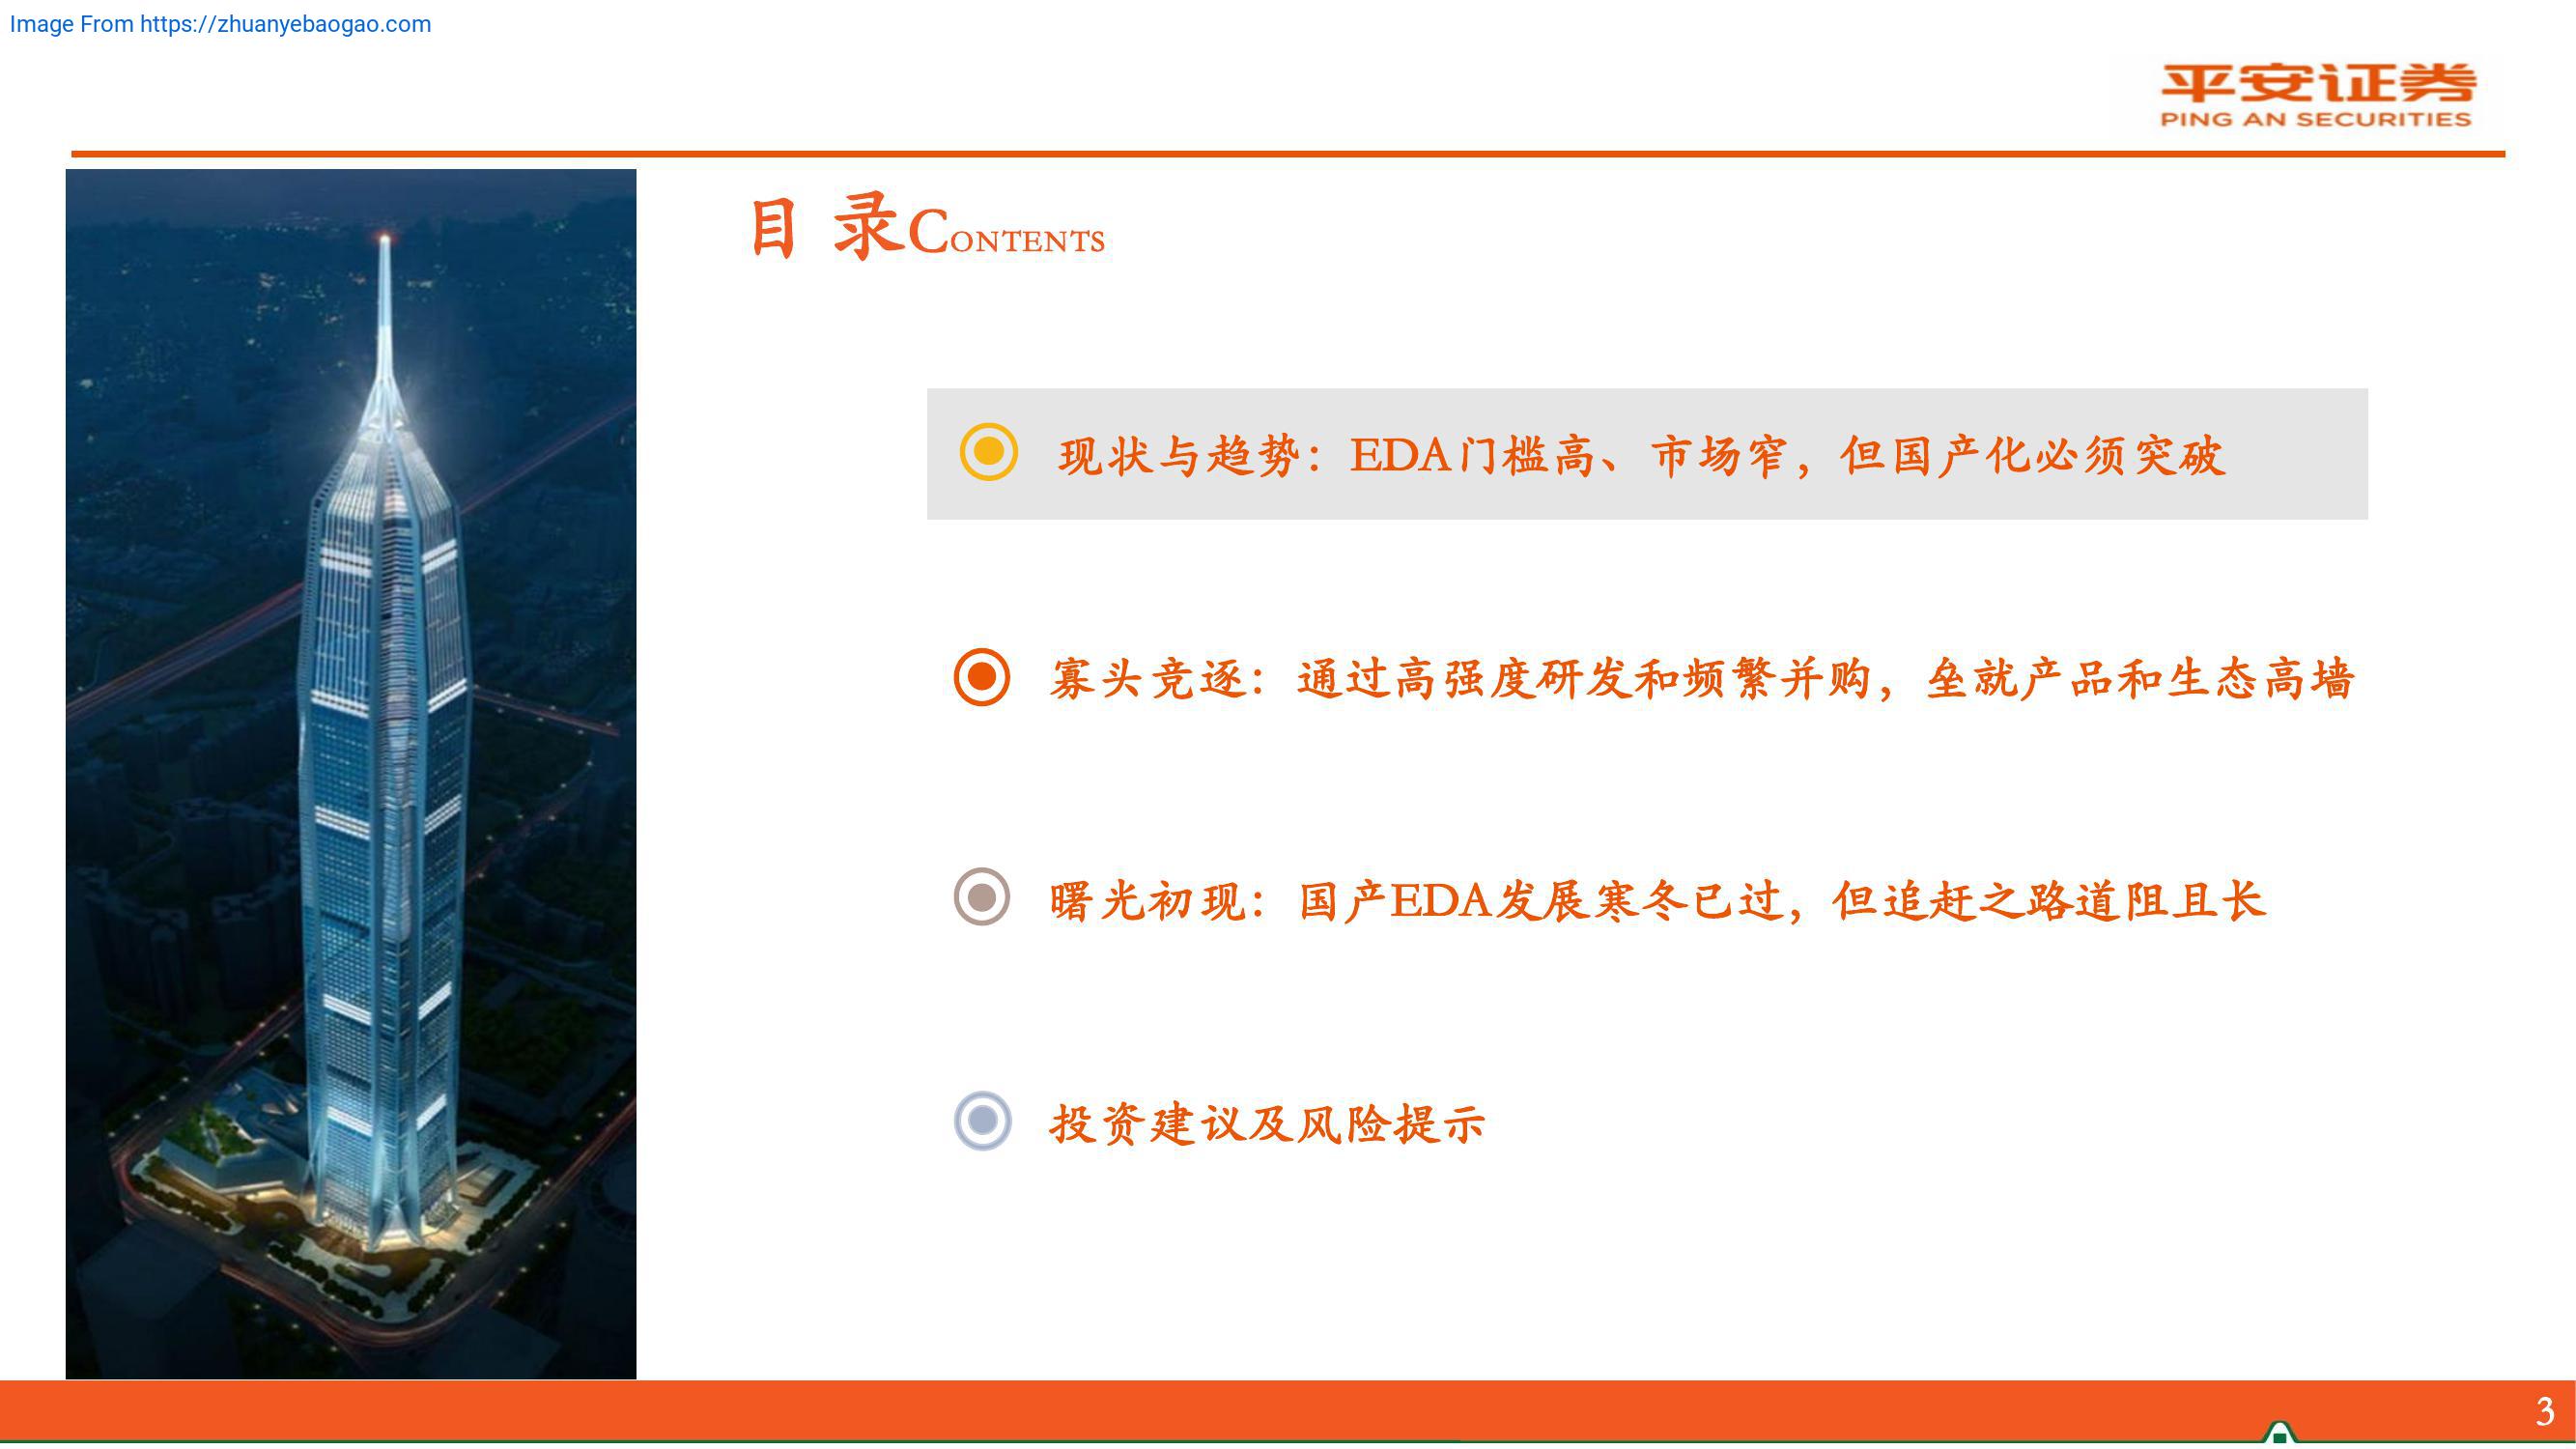 Image From https://zhuanyebaogao.com
平安证券
PING AN SECURITIES
目 录CONTENTS
现状与趋势：EDA门槛高、市场窄，但国产化必须突破
寡头竞逐：通过高强度研发和频繁并购，垒就产品和生态高墙
曙光初现：国产EDA发展寒冬已过，但追赶之路道阻且长
投资建议及风险提示
3